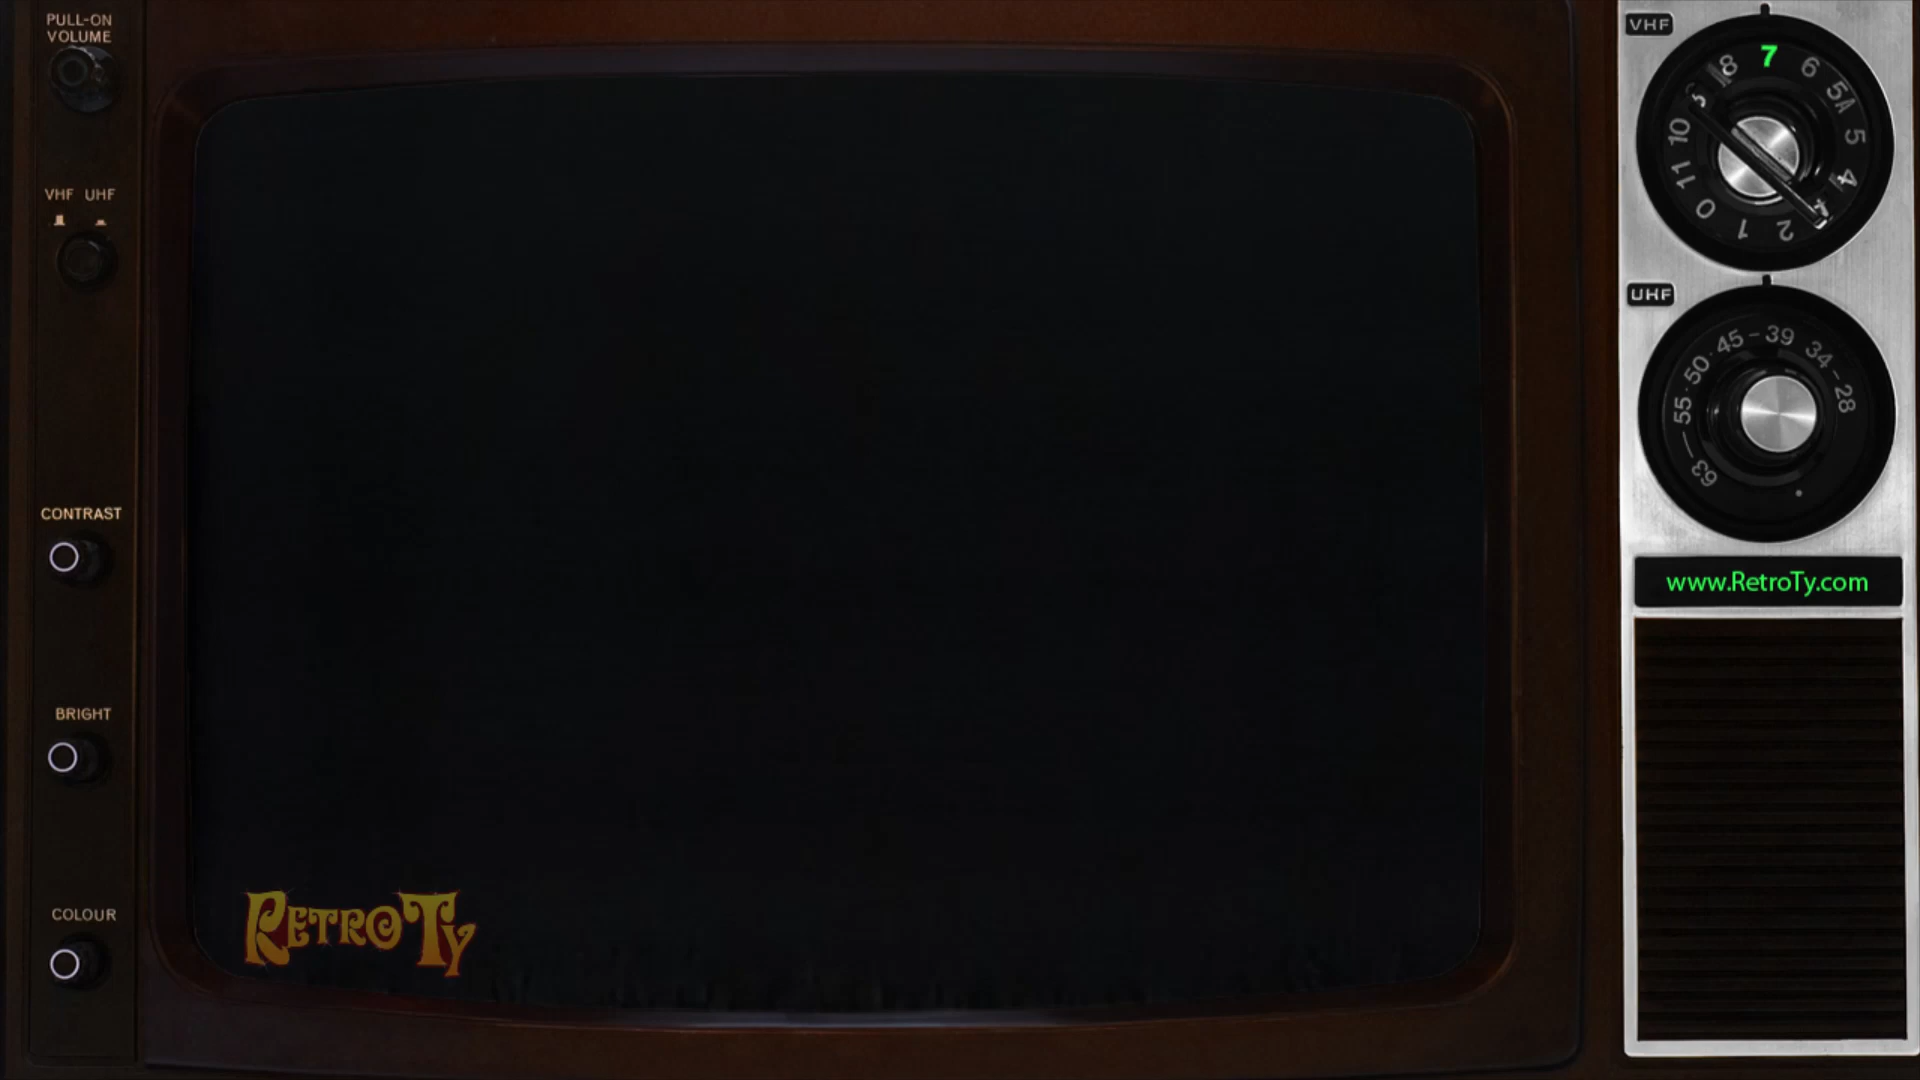 PULL-ON
VOLUME
VHF UHF
CONTRAST
BRIGHT
COLOUR
RETROTY
VHF
7
6
5A
5
4
2
1
0
11
10
8
UHF
63
55
50
45
39
34
28
www.RetroTy.com